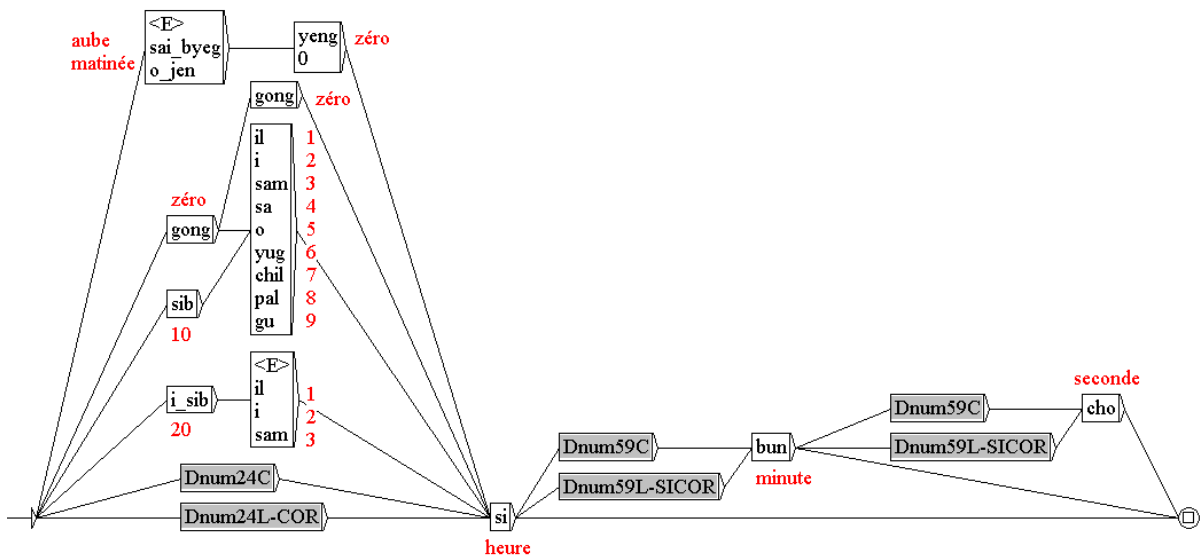 aube
matinée
<E>
sai_byeg
o_jen
yeng
0
zéro
gong
zéro
il 1
i 2
sam 3
sa 4
o 5
yug 6
chil 7
pal 8
gu 9
zéro
gong
sib
10
<E>
il 1
i 2
sam 3
i_sib
20
Dnum24C
Dnum24L-COR
si
heure
Dnum59C
Dnum59L-SICOR
bun
minute
Dnum59C
Dnum59L-SICOR
seconde
cho